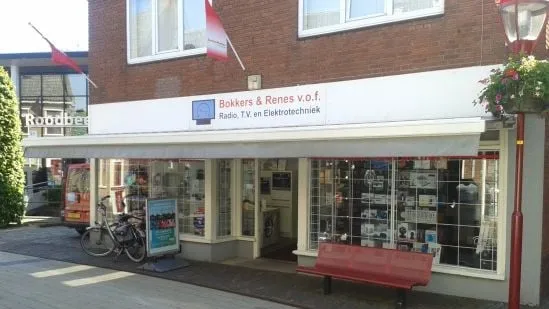 Bokkers & Renes v.o.f.
Radio, T.V. en Elektrotechniek
Roodbee